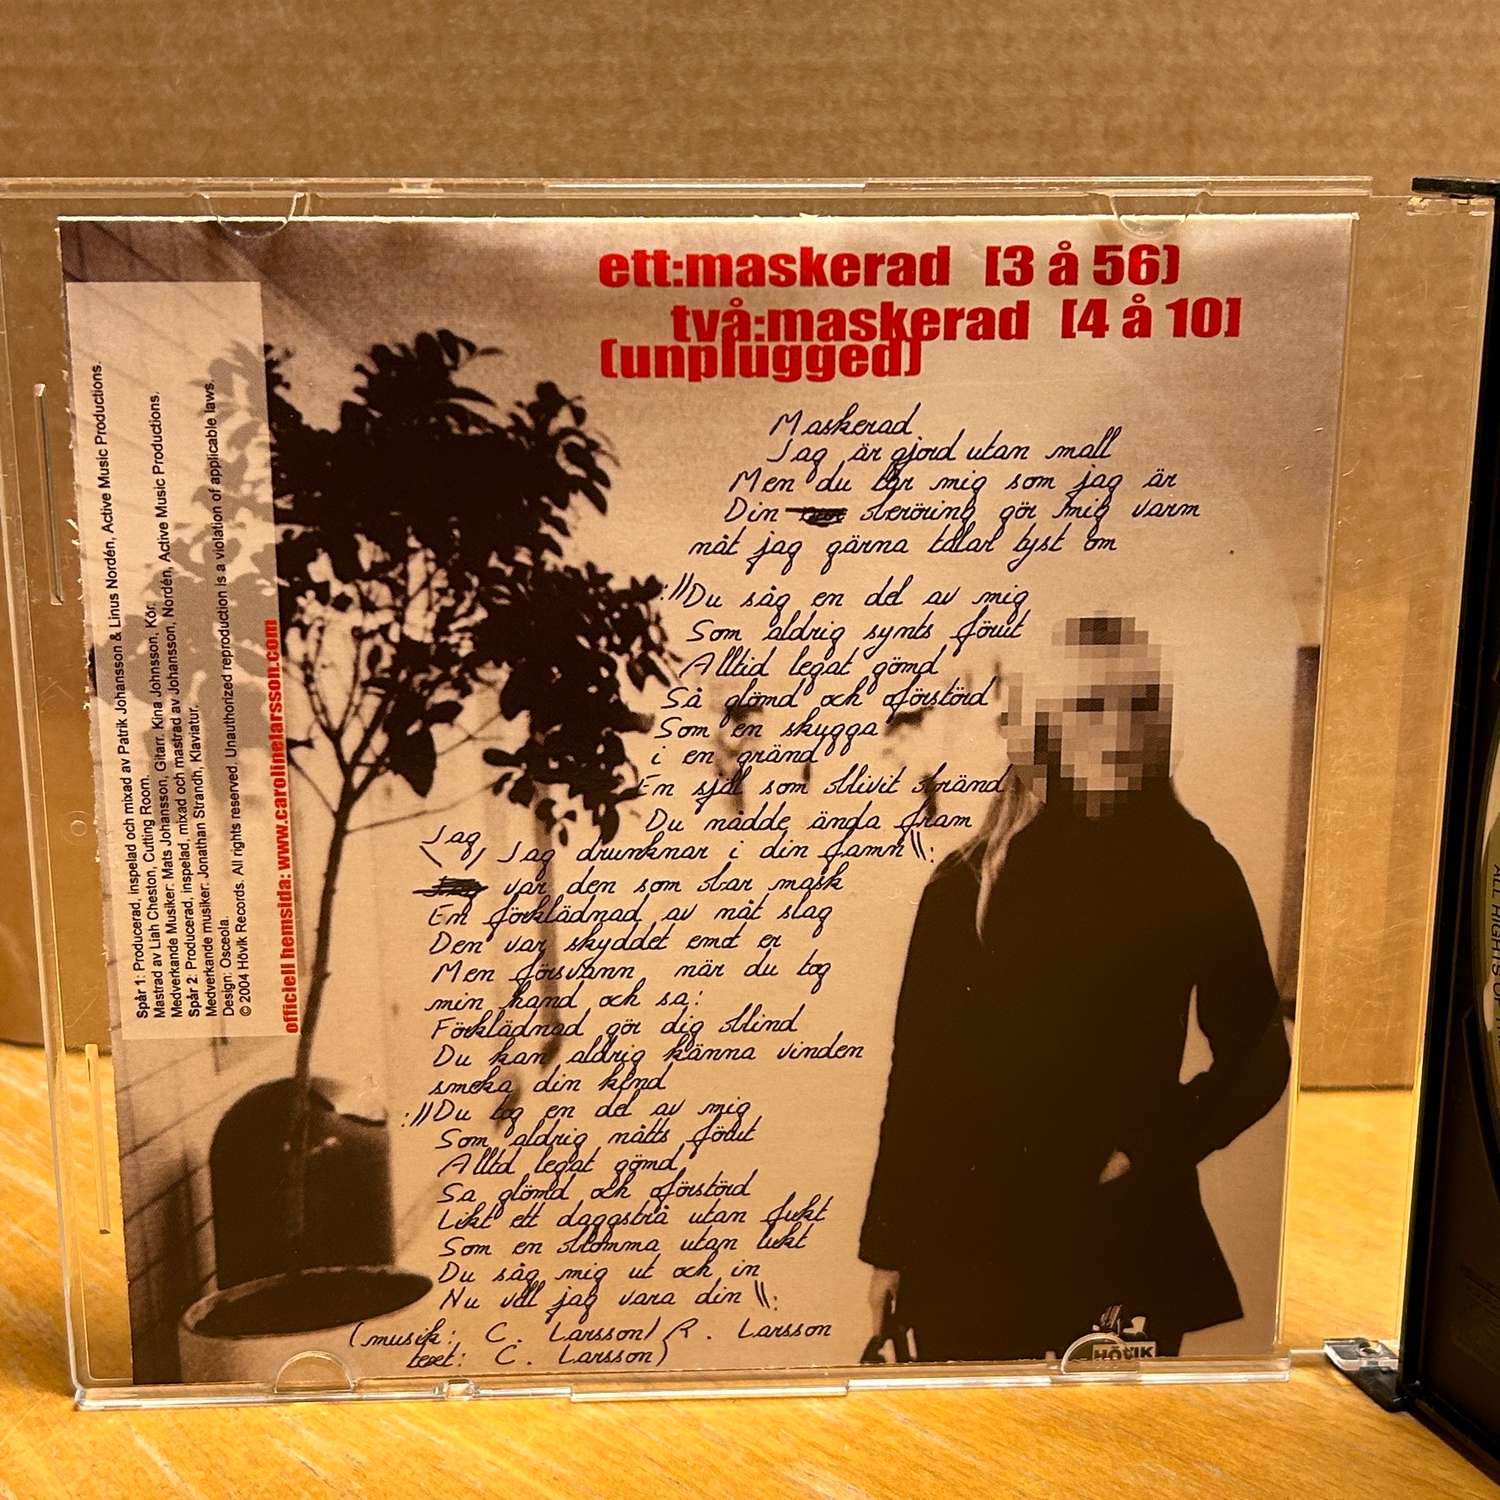 ett:maskerad [3 å 56]
två:maskerad [4 å 10]
(unplugged)
Maskerad
Jag är gjord utan mall
Men du tar mig som jag är
Din beröring gör mig varm
nåt jag gärna talar tyst om
://Du såg en del av mig
Som aldrig synts förut
Alltid legat gömd
Så glömd och oförstörd
Som en skugga
i en gränd
En själ som blivit bränd
Du nådde ända fram
Jag drunknar i din famn \\:
Jag
var den som bar mask
En förklädnad av nåt slag
Den var skyddet emot er
Men försvann när du tog
min hand och sa:
Förklädnad gör dig blind
Du kan aldrig känna vinden
smeka din kind
://Du tog en del av mig
Som aldrig nåtts förut
Alltid legat gömd
Så glömd och oförstörd
Likt ett daggstrå utan fukt
Som en blomma utan lukt
Du såg mig ut och in
Nu vill jag vara din \\:
(musik: C. Larsson/R. Larsson
text: C. Larsson)
Spår 1: Producerad, inspelad och mixad av Patrik Johansson & Linus Nordén, Active Music Productions.
Mastrad av Liah Cheston, Cutting Room.
Medverkande Musiker: Mats Johansson, Gitarr. Kina Johnsson, Kör.
Spår 2: Producerad, inspelad, mixad och mastrad av Johansson, Nordén, Active Music Productions.
Medverkande musiker: Jonathan Strandh, Klaviatur.
Design: Osceola.
© 2004 Hövik Records. All rights reserved. Unauthorized reproduction is a violation of applicable laws.
officiell hemsida: www.carolinelarsson.com
HÖVIK
ALL RIGHTS OF